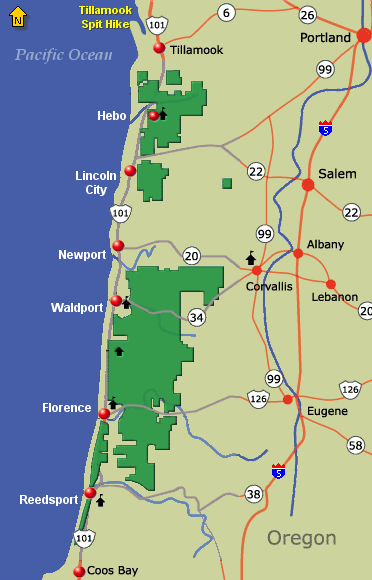 Tillamook
Spit Hike
N
101
6
26
Portland
Tillamook
Pacific Ocean
99
Hebo
5
Lincoln
City
22
Salem
101
22
99
Newport
20
Albany
Corvallis
Lebanon
Waldport
34
20
99
126
126
Florence
Eugene
58
5
Reedsport
38
101
Oregon
Coos Bay